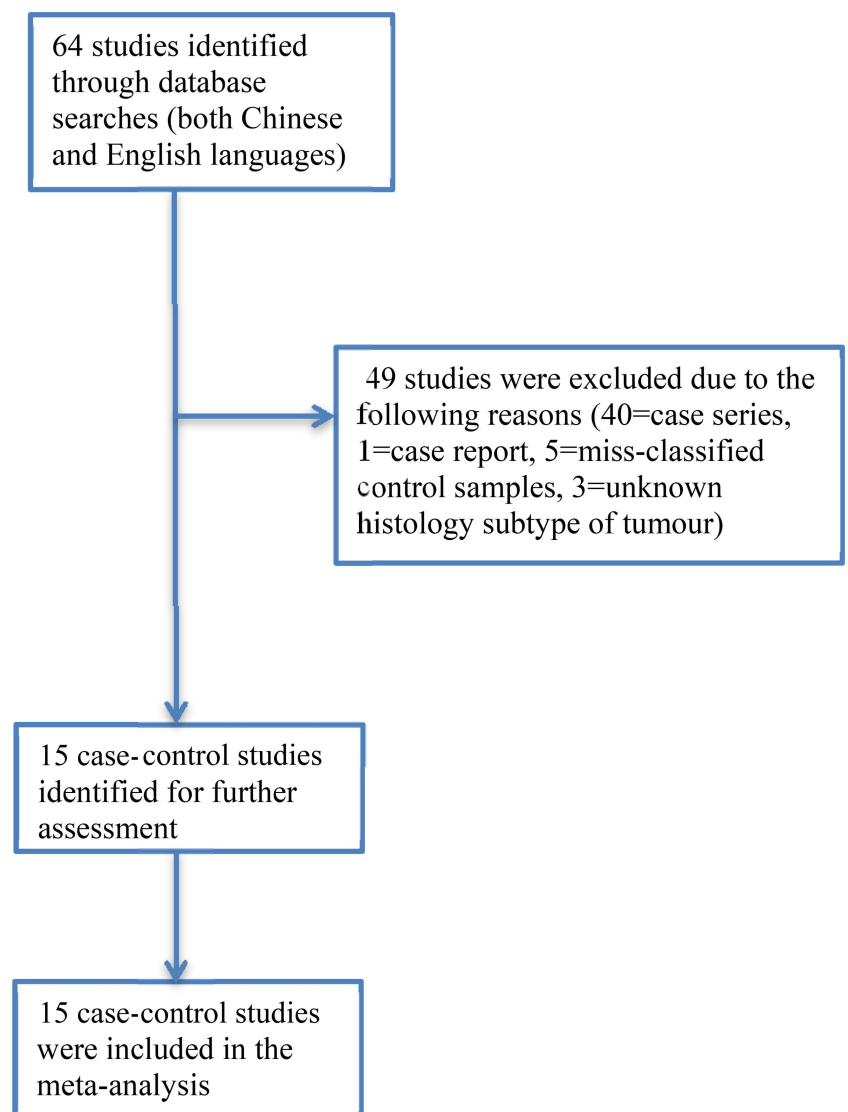 64 studies identified
through database
searches (both Chinese
and English languages)
49 studies were excluded due to the
following reasons (40=case series,
1=case report, 5=miss-classified
control samples, 3=unknown
histology subtype of tumour)
15 case-control studies
identified for further
assessment
15 case-control studies
were included in the
meta-analysis